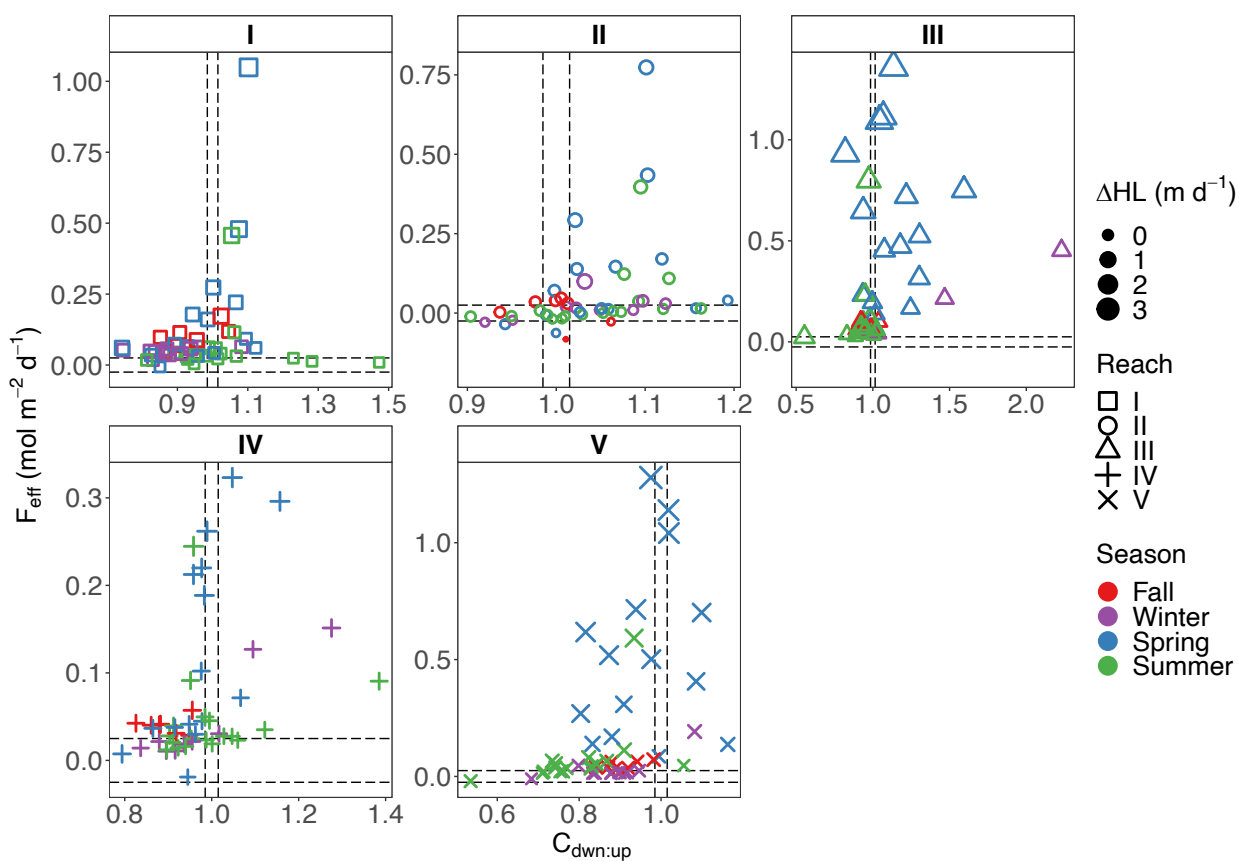 I
II
III
1.00
0.75
0.50
0.25
0.00
0.9
1.1
1.3
1.5
0.75
0.50
0.25
0.00
0.9
1.0
1.1
1.2
1.0
0.5
0.0
0.5
1.0
1.5
2.0
IV
V
0.3
0.2
0.1
0.0
0.8
1.0
1.2
1.4
1.0
0.5
0.0
0.6
0.8
1.0
F_eff (mol m⁻² d⁻¹)
C_dwn:up
ΔHL (m d⁻¹)
0
1
2
3
Reach
I
II
III
IV
V
Season
Fall
Winter
Spring
Summer